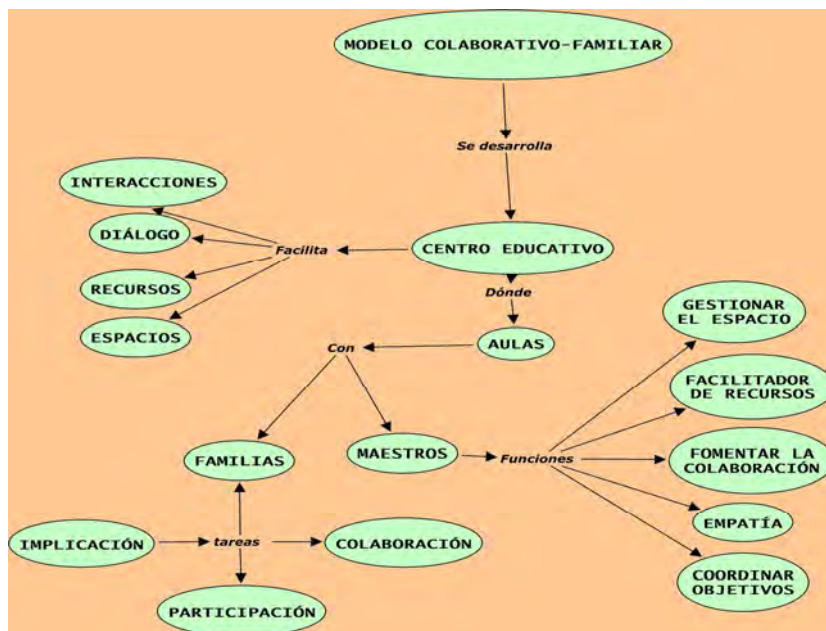 MODELO COLABORATIVO-FAMILIAR
Se desarrolla
INTERACCIONES
DIÁLOGO
Facilita
CENTRO EDUCATIVO
RECURSOS
ESPACIOS
Dónde
AULAS
Con
GESTIONAR
EL ESPACIO
FACILITADOR
DE RECURSOS
FAMILIAS
MAESTROS
Funciones
FOMENTAR LA
COLABORACIÓN
EMPATÍA
COORDINAR
OBJETIVOS
IMPLICACIÓN
tareas
COLABORACIÓN
PARTICIPACIÓN